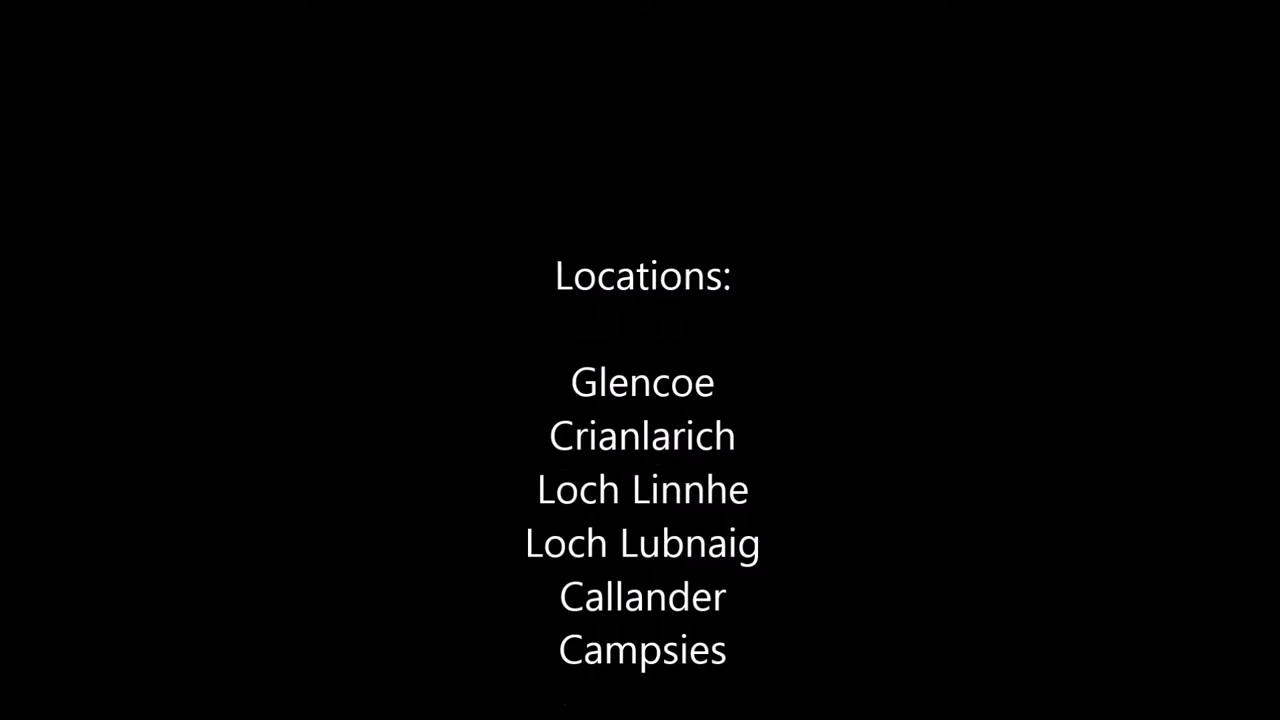 Locations:
Glencoe
Crianlarich
Loch Linnhe
Loch Lubnaig
Callander
Campsies